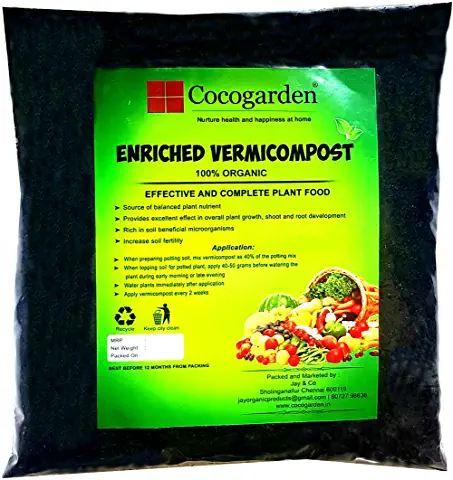 Cocogarden®
Nurture health and happiness at home
ENRICHED VERMICOMPOST
100% ORGANIC
EFFECTIVE AND COMPLETE PLANT FOOD
➤ Source of balanced plant nutrient
➤ Provides excellent effect in overall plant growth, shoot and root development
➤ Rich in soil beneficial microorganisms
➤ Increase soil fertility
Application:
➤ When preparing potting soil, mix vermicompost as 40% of the potting mix
➤ When topping soil for potted plant, apply 40-50 grams before watering the
plant during early morning or late evening
➤ Water plants immediately after application
➤ Apply vermicompost every 2 weeks
Recycle Keep city clean
MRP
Net Weight
Packed On
BEST BEFORE 12 MONTHS FROM PACKING
Packed and Marketed by :
Jay & Co
Sholinganallur Chennai 600119
jayorganicproducts@gmail.com | 80727 98636
www.cocogarden.in